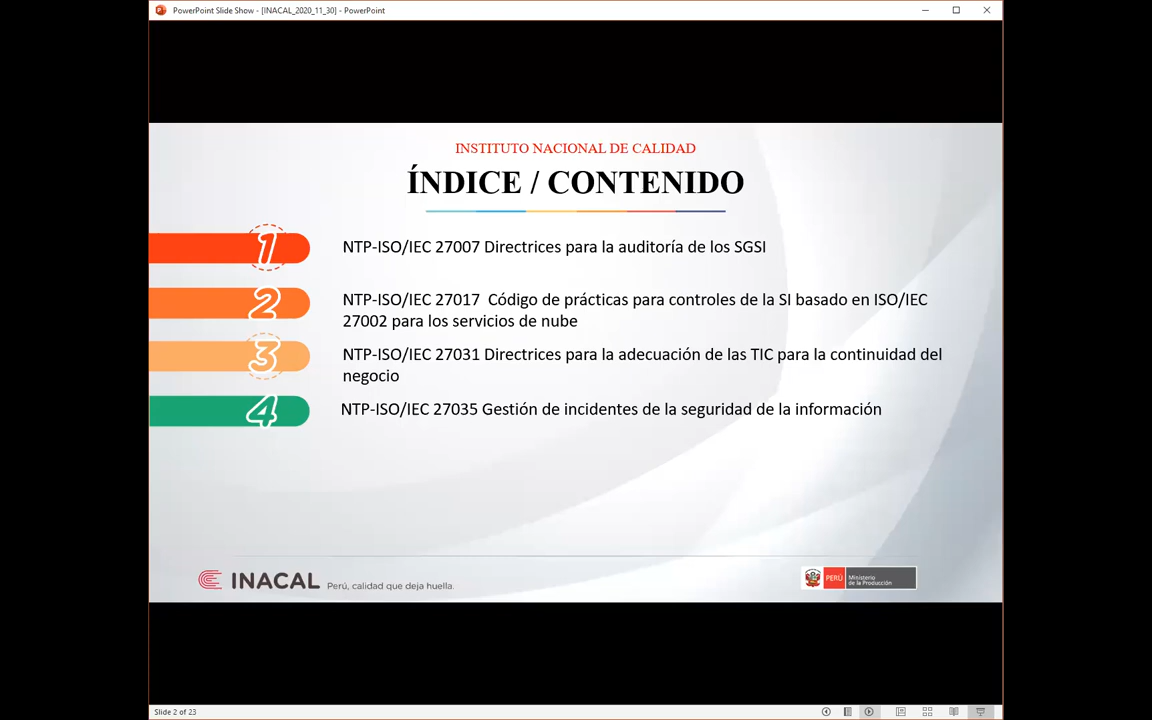 PowerPoint Slide Show - [INACAL_2020_11_30] - PowerPoint
INSTITUTO NACIONAL DE CALIDAD
ÍNDICE / CONTENIDO
1
NTP-ISO/IEC 27007 Directrices para la auditoría de los SGSI
2
NTP-ISO/IEC 27017  Código de prácticas para controles de la SI basado en ISO/IEC
27002 para los servicios de nube
3
NTP-ISO/IEC 27031 Directrices para la adecuación de las TIC para la continuidad del
negocio
4
NTP-ISO/IEC 27035 Gestión de incidentes de la seguridad de la información
INACAL Perú, calidad que deja huella.
PERÚ Ministerio
de la Producción
Slide 2 of 23